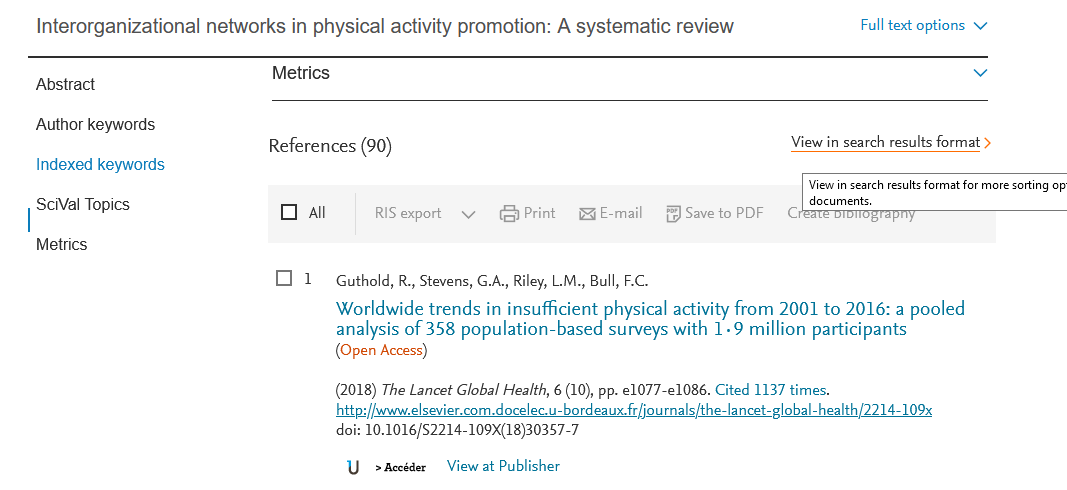 Interorganizational networks in physical activity promotion: A systematic review
Full text options
Abstract
Author keywords
Indexed keywords
SciVal Topics
Metrics
Metrics
References (90)
View in search results format
View in search results format for more sorting op
documents.
All
RIS export
Print
E-mail
Save to PDF
Create bibliography
1
Guthold, R., Stevens, G.A., Riley, L.M., Bull, F.C.
Worldwide trends in insufficient physical activity from 2001 to 2016: a pooled
analysis of 358 population-based surveys with 1·9 million participants
(Open Access)
(2018) The Lancet Global Health, 6 (10), pp. e1077-e1086. Cited 1137 times.
http://www.elsevier.com.docelec.u-bordeaux.fr/journals/the-lancet-global-health/2214-109x
doi: 10.1016/S2214-109X(18)30357-7
U > Accéder View at Publisher